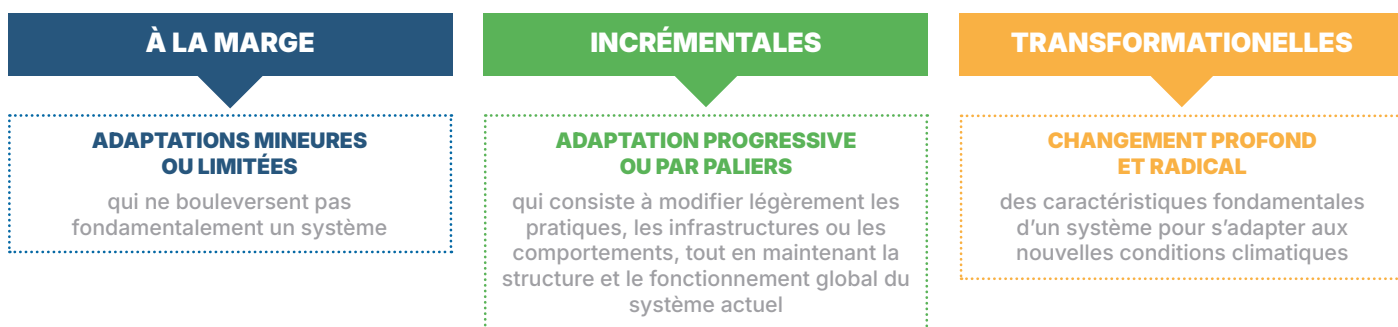 À LA MARGE
ADAPTATIONS MINEURES
OU LIMITÉES
qui ne bouleversent pas
fondamentalement un système
INCRÉMENTALES
ADAPTATION PROGRESSIVE
OU PAR PALIERS
qui consiste à modifier légèrement les
pratiques, les infrastructures ou les
comportements, tout en maintenant la
structure et le fonctionnement global du
système actuel
TRANSFORMATIONELLES
CHANGEMENT PROFOND
ET RADICAL
des caractéristiques fondamentales
d’un système pour s’adapter aux
nouvelles conditions climatiques